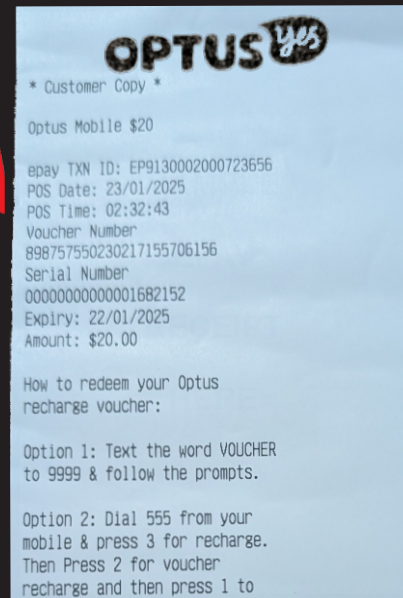 OPTUS yes
* Customer Copy *
Optus Mobile $20
epay TXN ID: EP9130002000723656
POS Date: 23/01/2025
POS Time: 02:32:43
Voucher Number
898757550230217155706156
Serial Number
00000000000001682152
Expiry: 22/01/2025
Amount: $20.00
How to redeem your Optus
recharge voucher:
Option 1: Text the word VOUCHER
to 9999 & follow the prompts.
Option 2: Dial 555 from your
mobile & press 3 for recharge.
Then Press 2 for voucher
recharge and then press 1 to